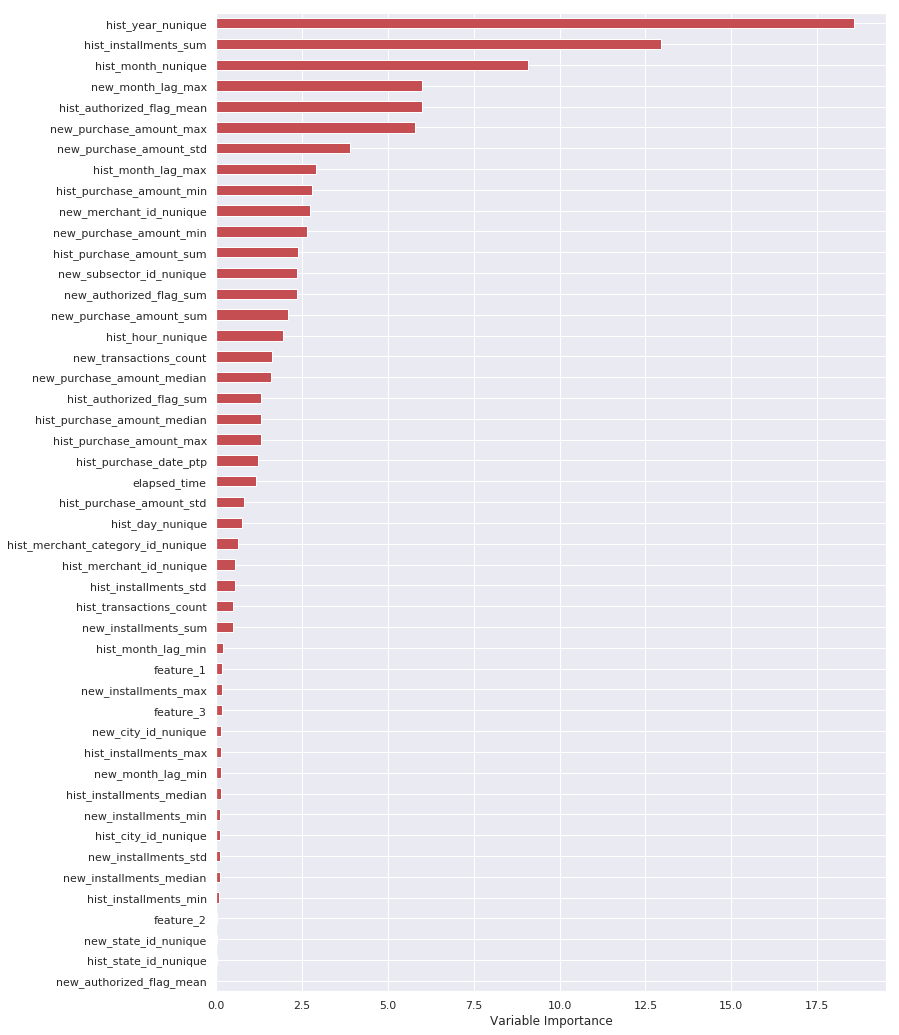 hist_year_nunique
hist_installments_sum
hist_month_nunique
new_month_lag_max
hist_authorized_flag_mean
new_purchase_amount_max
new_purchase_amount_std
hist_month_lag_max
hist_purchase_amount_min
new_merchant_id_nunique
new_purchase_amount_min
hist_purchase_amount_sum
new_subsector_id_nunique
new_authorized_flag_sum
new_purchase_amount_sum
hist_hour_nunique
new_transactions_count
new_purchase_amount_median
hist_authorized_flag_sum
hist_purchase_amount_median
hist_purchase_amount_max
hist_purchase_date_ptp
elapsed_time
hist_purchase_amount_std
hist_day_nunique
hist_merchant_category_id_nunique
hist_merchant_id_nunique
hist_installments_std
hist_transactions_count
new_installments_sum
hist_month_lag_min
feature_1
new_installments_max
feature_3
new_city_id_nunique
hist_installments_max
new_month_lag_min
hist_installments_median
new_installments_min
hist_city_id_nunique
new_installments_std
new_installments_median
hist_installments_min
feature_2
new_state_id_nunique
hist_state_id_nunique
new_authorized_flag_mean
0.0 2.5 5.0 7.5 10.0 12.5 15.0 17.5
Variable Importance